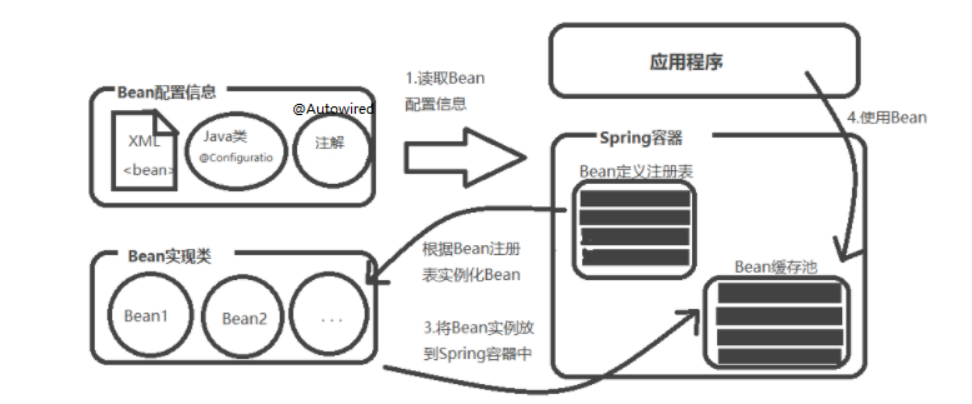 应用程序
Bean配置信息
@Autowired
XML
<bean>
Java类
@Configuratio
注解
1.读取Bean
配置信息
4.使用Bean
Spring容器
Bean定义注册表
Bean实现类
Bean1
Bean2
...
根据Bean注册
表实例化Bean
Bean缓存池
3.将Bean实例放
到Spring容器中